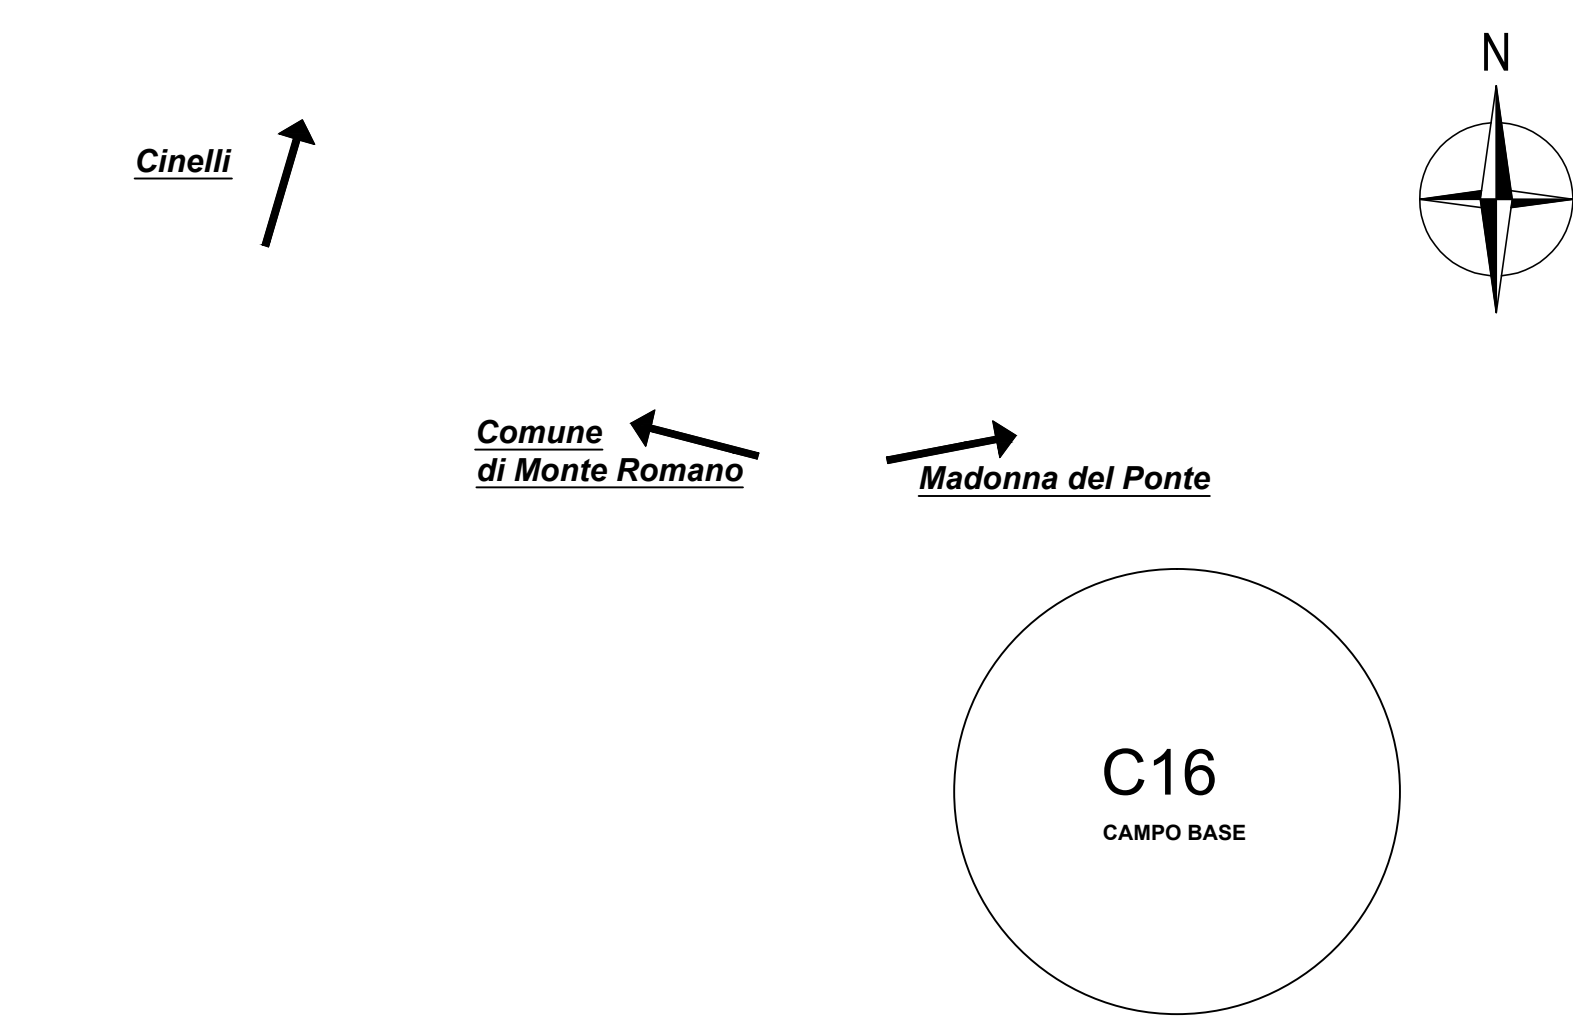 N
Cinelli
Comune
di Monte Romano
Madonna del Ponte
C16
CAMPO BASE